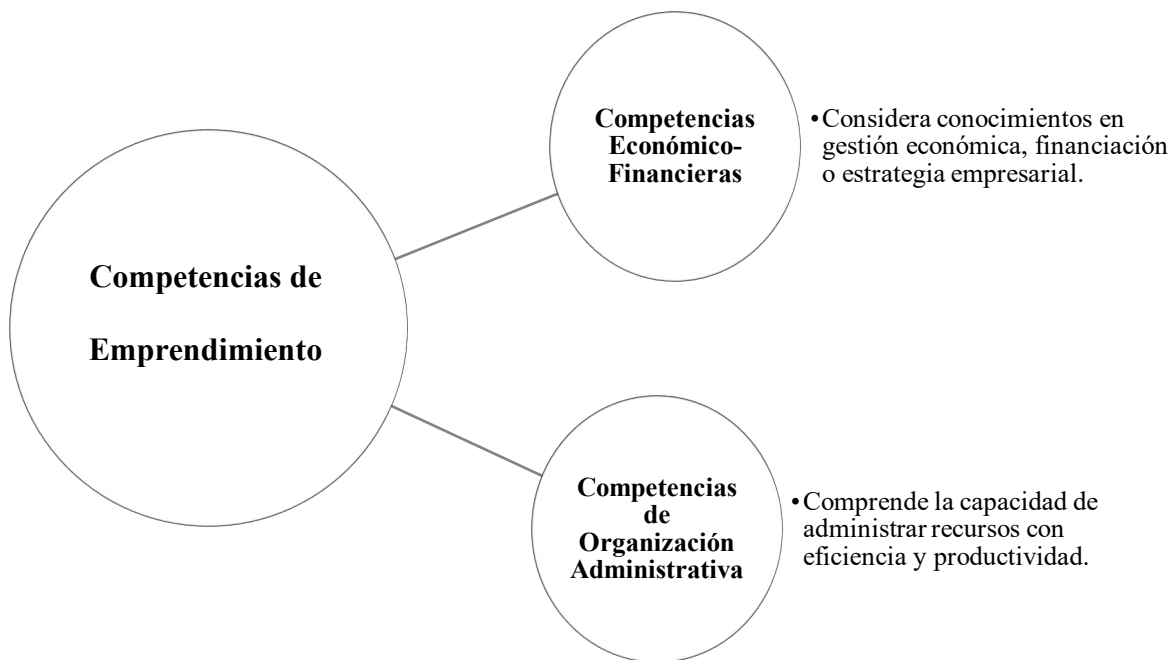 Competencias de
Emprendimiento
Competencias
Económico-
Financieras
•Considera conocimientos en
gestión económica, financiación
o estrategia empresarial.
Competencias
de
Organización
Administrativa
•Comprende la capacidad de
administrar recursos con
eficiencia y productividad.